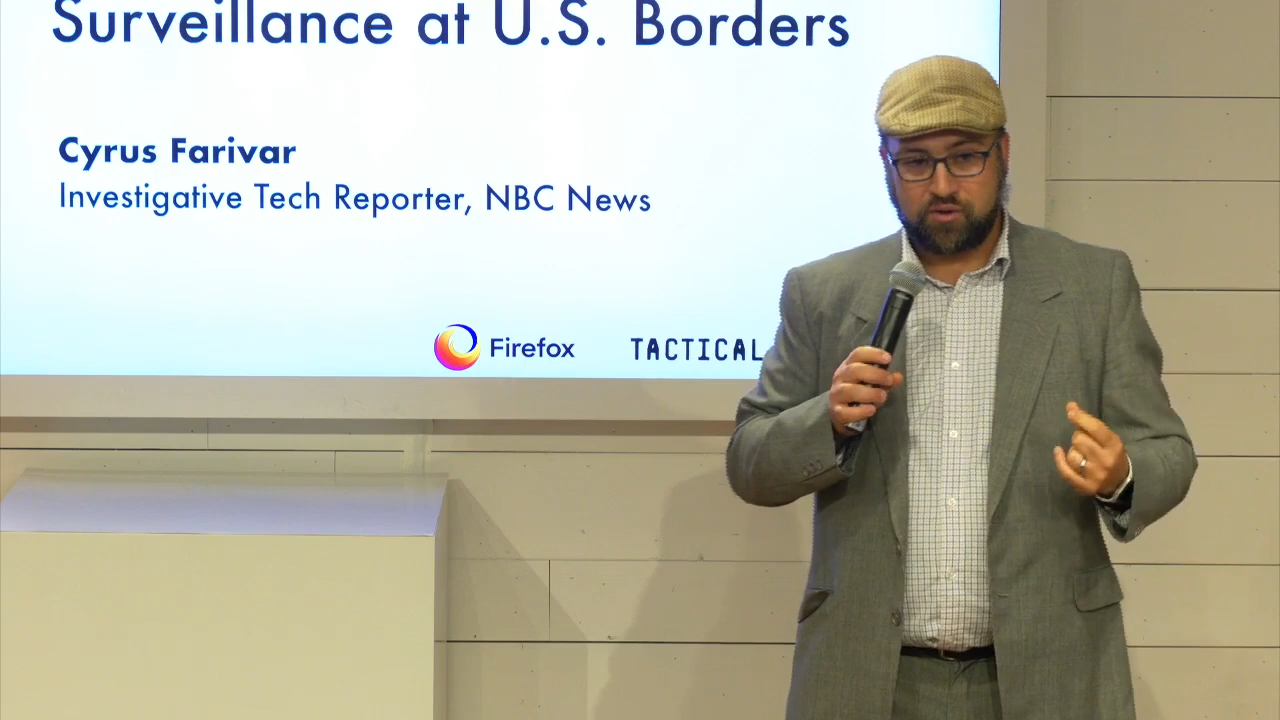 Surveillance at U.S. Borders
Cyrus Farivar
Investigative Tech Reporter, NBC News
Firefox
TACTICAL